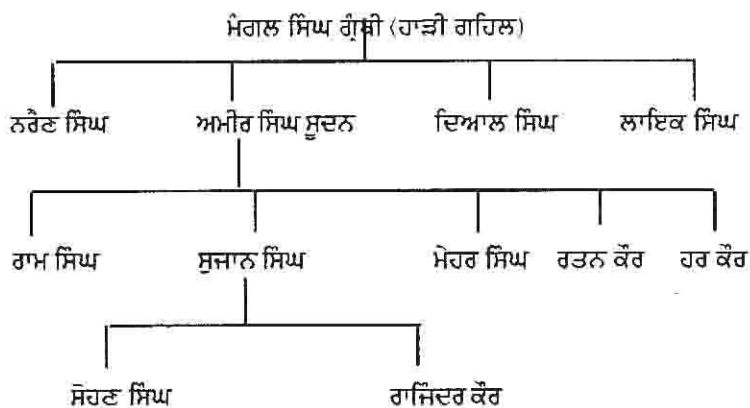 ਮੰਗਲ ਸਿੰਘ ਗ੍ਰੰਥੀ (ਹਾੜੀ ਗਹਿਲ)
ਨਰੈਣ ਸਿੰਘ ਅਮੀਰ ਸਿੰਘ ਸੂਦਨ ਦਿਆਲ ਸਿੰਘ ਲਾਇਕ ਸਿੰਘ
ਰਾਮ ਸਿੰਘ ਸੁਜਾਨ ਸਿੰਘ ਮੇਹਰ ਸਿੰਘ ਰਤਨ ਕੌਰ ਹਰ ਕੌਰ
ਸੋਹਣ ਸਿੰਘ ਰਾਜਿੰਦਰ ਕੌਰ